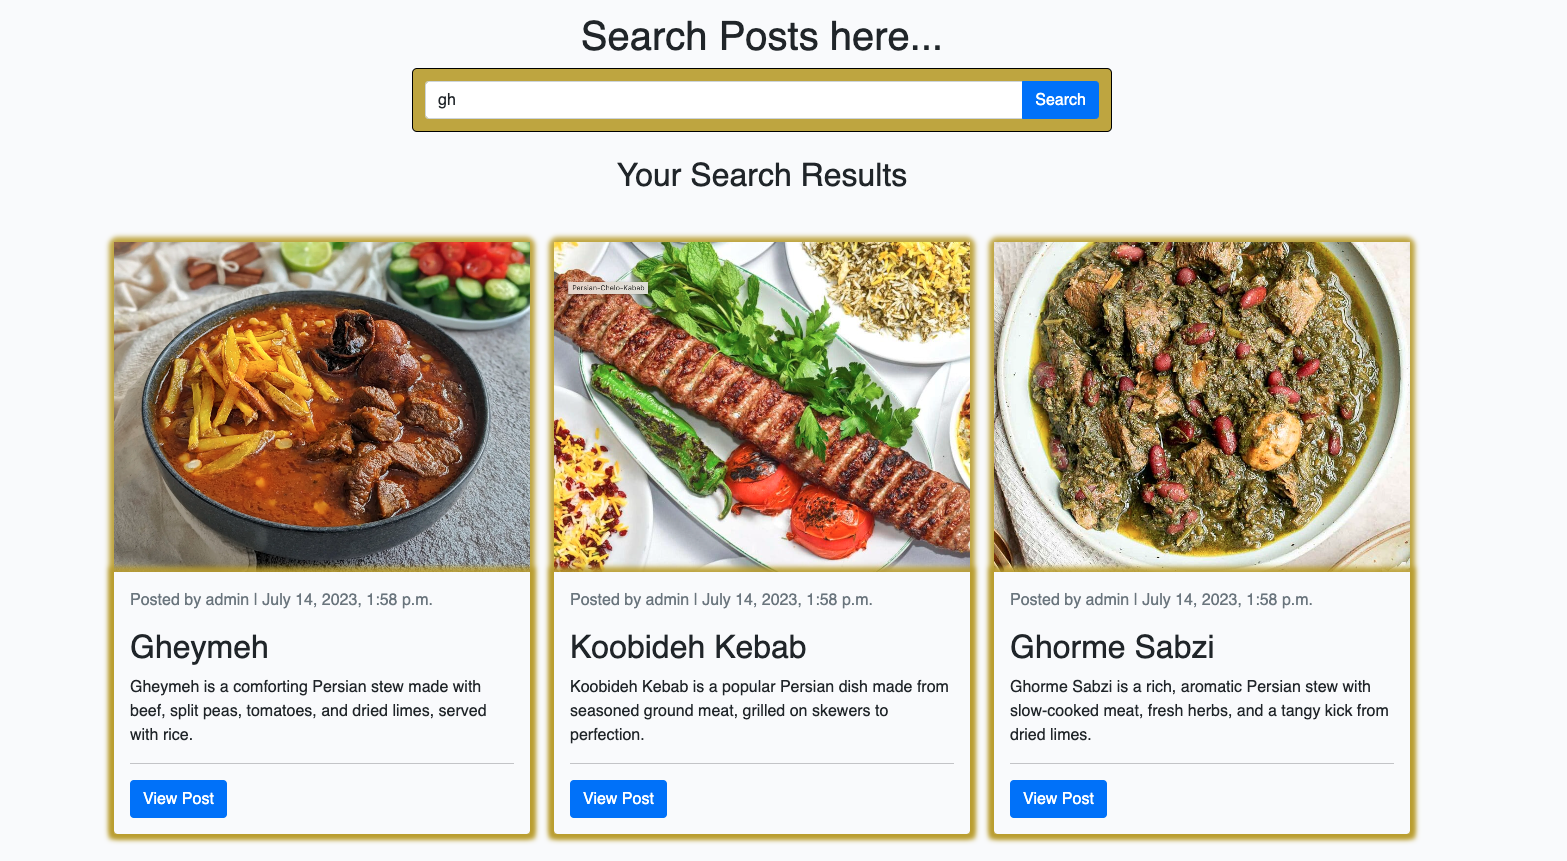 Search Posts here...
gh
Search
Your Search Results
Persian-Chelo-Kabab
Posted by admin | July 14, 2023, 1:58 p.m.
Gheymeh
Gheymeh is a comforting Persian stew made with
beef, split peas, tomatoes, and dried limes, served
with rice.
View Post
Posted by admin | July 14, 2023, 1:58 p.m.
Koobideh Kebab
Koobideh Kebab is a popular Persian dish made from
seasoned ground meat, grilled on skewers to
perfection.
View Post
Posted by admin | July 14, 2023, 1:58 p.m.
Ghorme Sabzi
Ghorme Sabzi is a rich, aromatic Persian stew with
slow-cooked meat, fresh herbs, and a tangy kick from
dried limes.
View Post